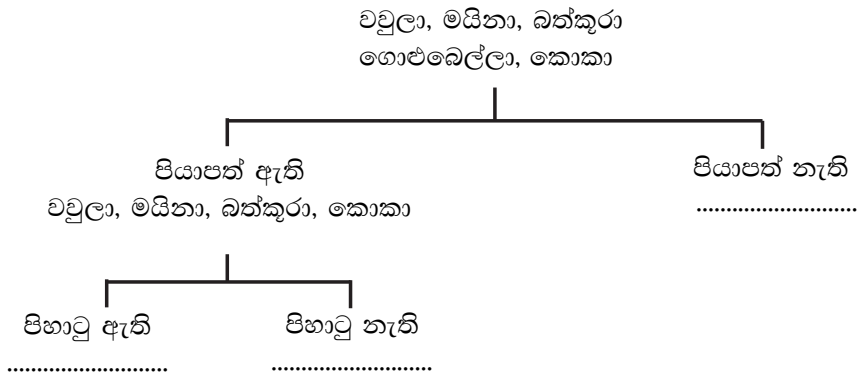 වවුලා, මයිනා, බත්කූරා
ගොළුබෙල්ලා, කොකා
පියාපත් ඇති
වවුලා, මයිනා, බත්කූරා, කොකා
පියාපත් නැති
............................
පිහාටු ඇති
............................
පිහාටු නැති
............................